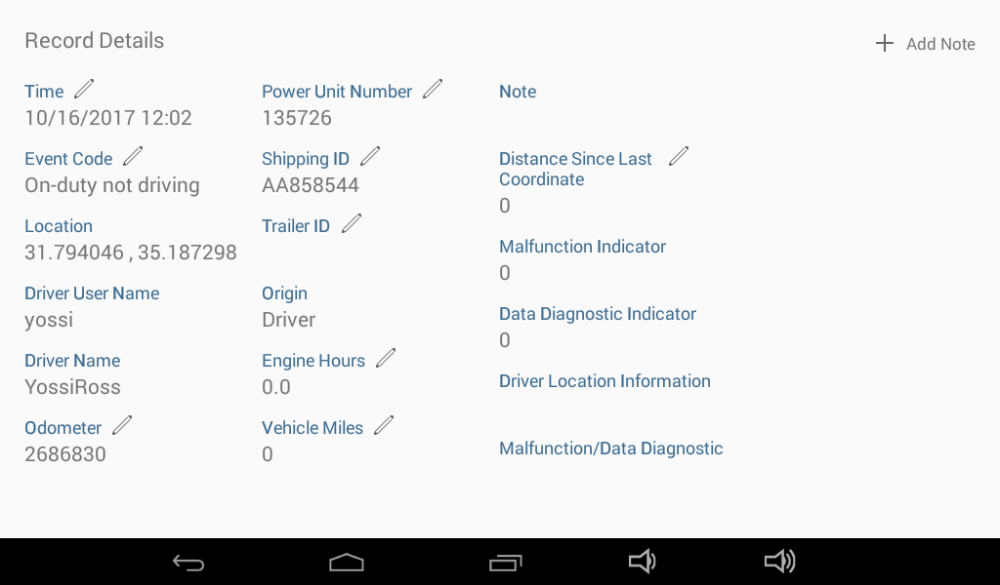 Record Details
Add Note
Time
10/16/2017 12:02
Event Code
On-duty not driving
Location
31.794046 , 35.187298
Driver User Name
yossi
Driver Name
YossiRoss
Odometer
2686830
Power Unit Number
135726
Shipping ID
AA858544
Trailer ID
Origin
Driver
Engine Hours
0.0
Vehicle Miles
0
Note
Distance Since Last
Coordinate
0
Malfunction Indicator
0
Data Diagnostic Indicator
0
Driver Location Information
Malfunction/Data Diagnostic